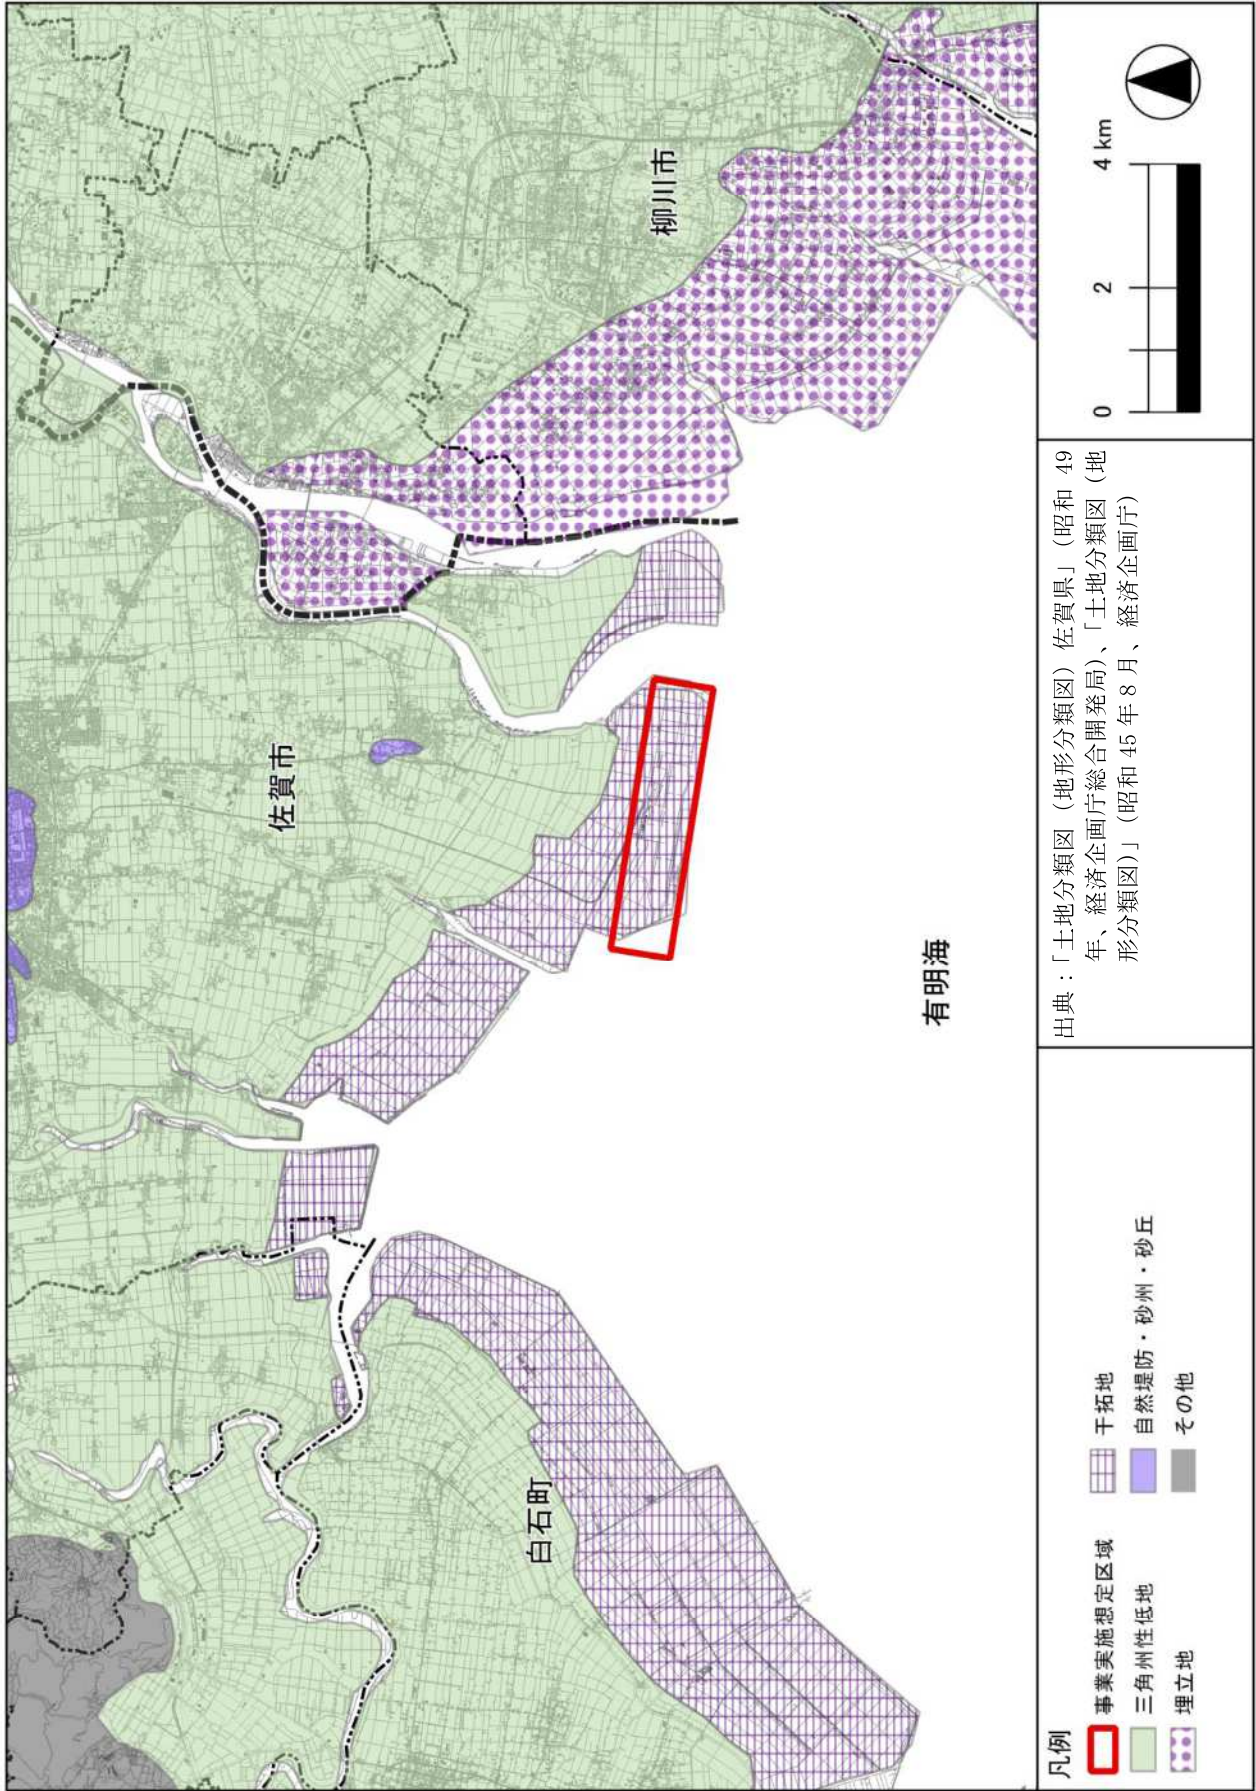 佐賀市
柳川市
白石町
有明海
凡例
事業実施想定区域
三角州性低地
埋立地
干拓地
自然堤防・砂州・砂丘
その他
出典:「土地分類図(地形分類図)佐賀県」(昭和 49
年、経済企画庁総合開発局)、「土地分類図(地
形分類図)」(昭和 45 年 8 月、経済企画庁)
0 2 4 km